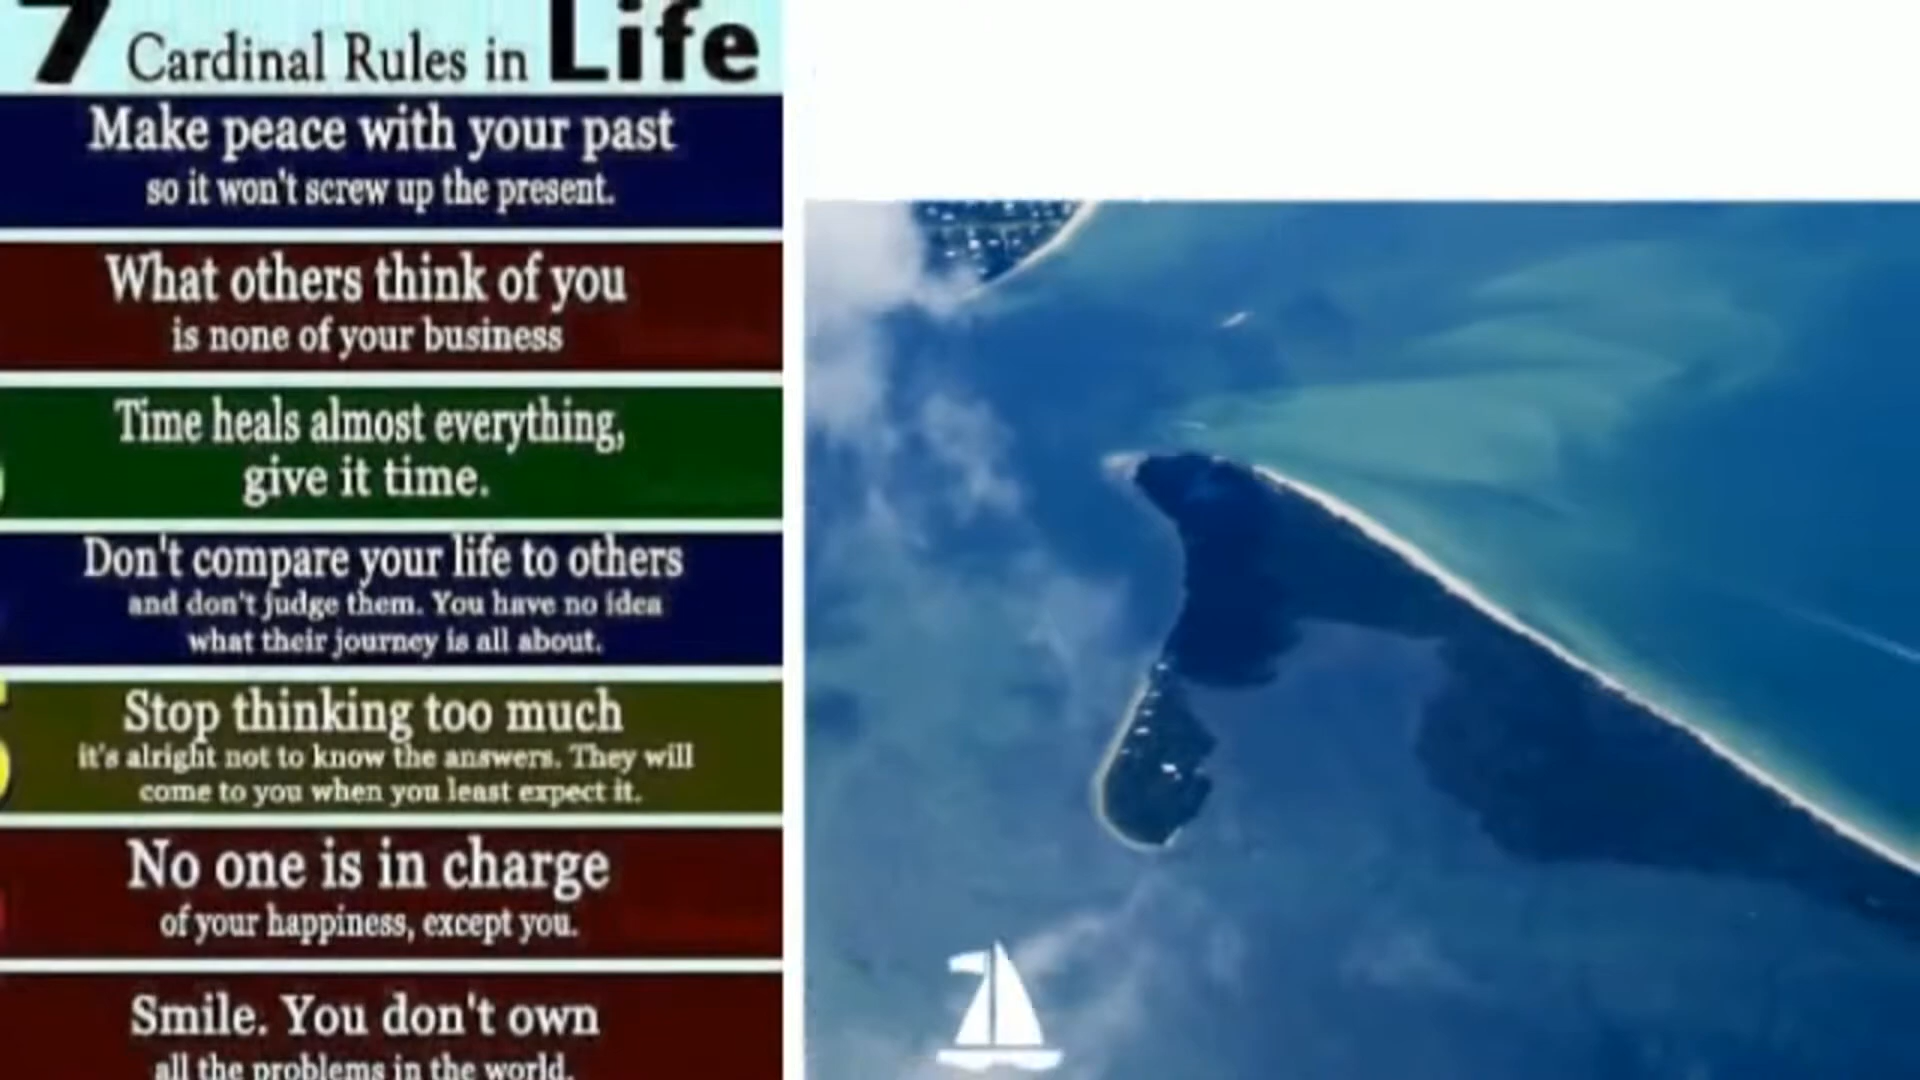 7 Cardinal Rules in Life
Make peace with your past
so it won't screw up the present.
What others think of you
is none of your business
Time heals almost everything,
give it time.
Don't compare your life to others
and don't judge them. You have no idea
what their journey is all about.
Stop thinking too much
it's alright not to know the answers. They will
come to you when you least expect it.
No one is in charge
of your happiness, except you.
Smile. You don't own
all the problems in the world.